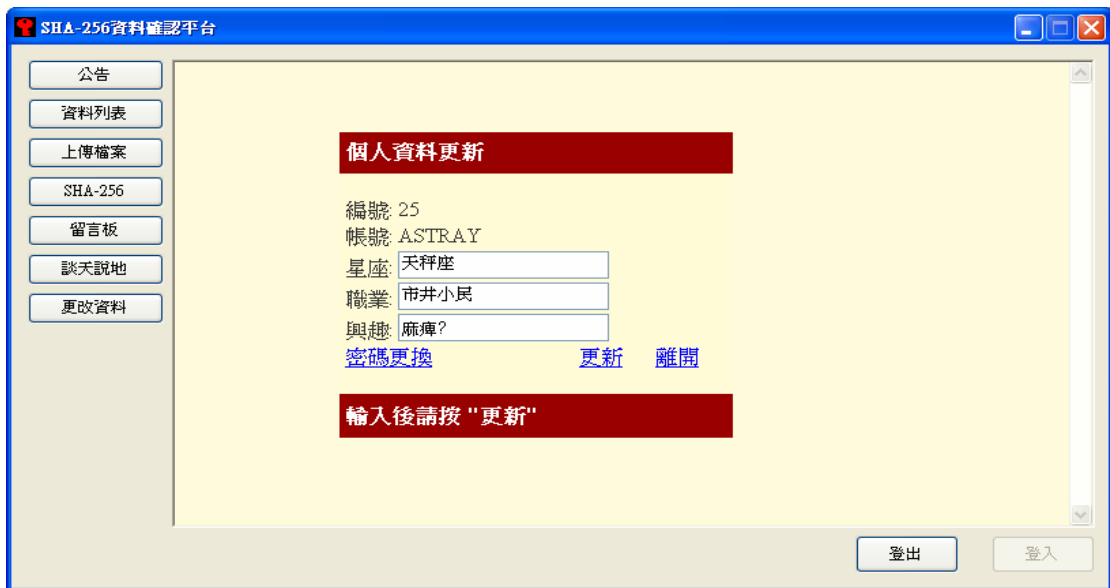 SHA-256資料確認平台
公告
資料列表
上傳檔案
SHA-256
留言板
談天說地
更改資料
個人資料更新
編號: 25
帳號: ASTRAY
星座: 天秤座
職業: 市井小民
興趣: 麻痺?
密碼更換 更新 離開
輸入後請按 "更新"
登出 登入